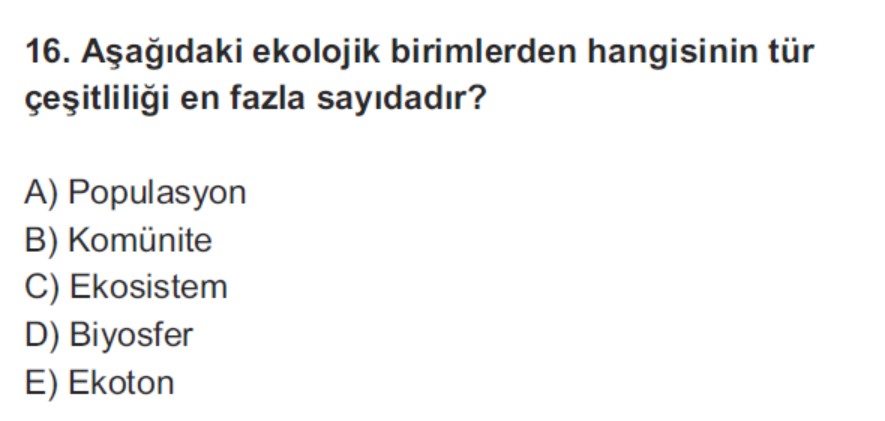 16. Aşağıdaki ekolojik birimlerden hangisinin tür
çeşitliliği en fazla sayıdadır?
A) Populasyon
B) Komünite
C) Ekosistem
D) Biyosfer
E) Ekoton